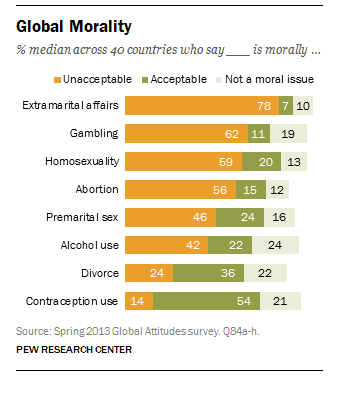 Global Morality
% median across 40 countries who say ___ is morally ...
Unacceptable Acceptable Not a moral issue
Extramarital affairs 78 7 10
Gambling 62 11 19
Homosexuality 59 20 13
Abortion 56 15 12
Premarital sex 46 24 16
Alcohol use 42 22 24
Divorce 24 36 22
Contraception use 14 54 21
Source: Spring 2013 Global Attitudes survey. Q84a-h.
PEW RESEARCH CENTER